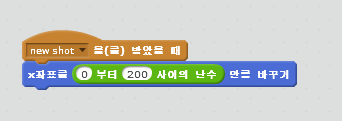 new shot 을(를) 받았을 때
x좌표를 0 부터 200 사이의 난수 만큼 바꾸기